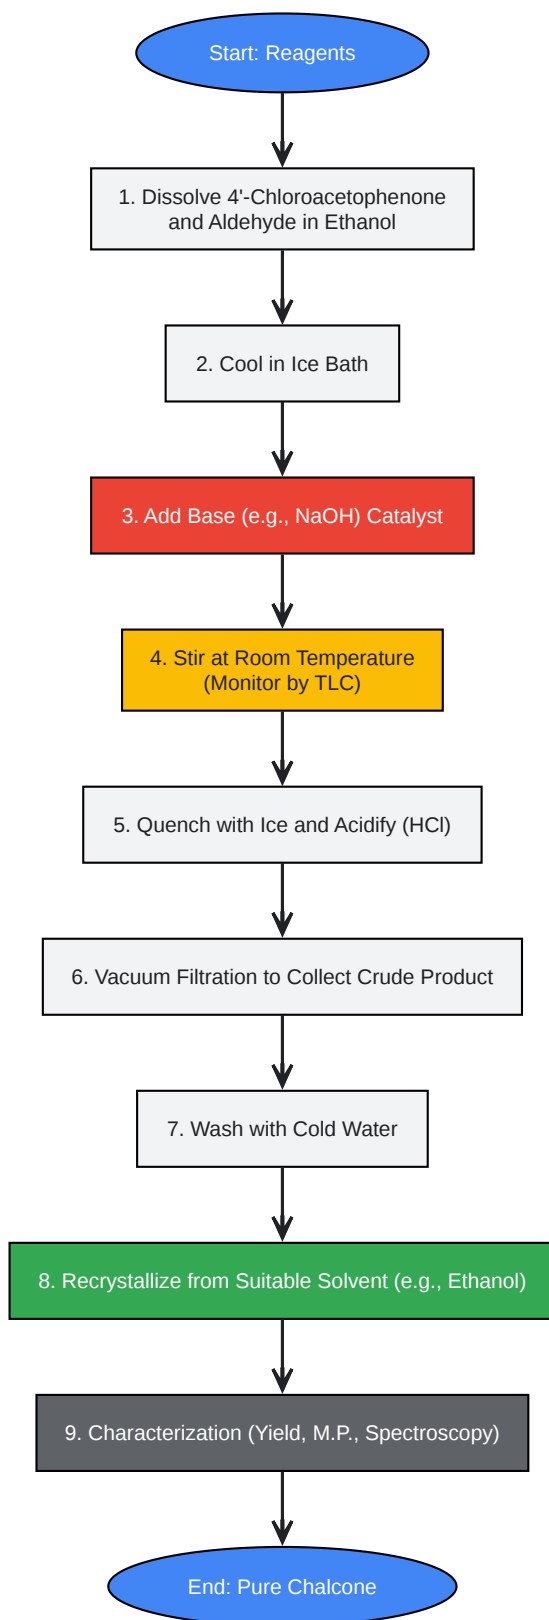 Start: Reagents
1. Dissolve 4'-Chloroacetophenone
and Aldehyde in Ethanol
2. Cool in Ice Bath
3. Add Base (e.g., NaOH) Catalyst
4. Stir at Room Temperature
(Monitor by TLC)
5. Quench with Ice and Acidify (HCl)
6. Vacuum Filtration to Collect Crude Product
7. Wash with Cold Water
8. Recrystallize from Suitable Solvent (e.g., Ethanol)
9. Characterization (Yield, M.P., Spectroscopy)
End: Pure Chalcone